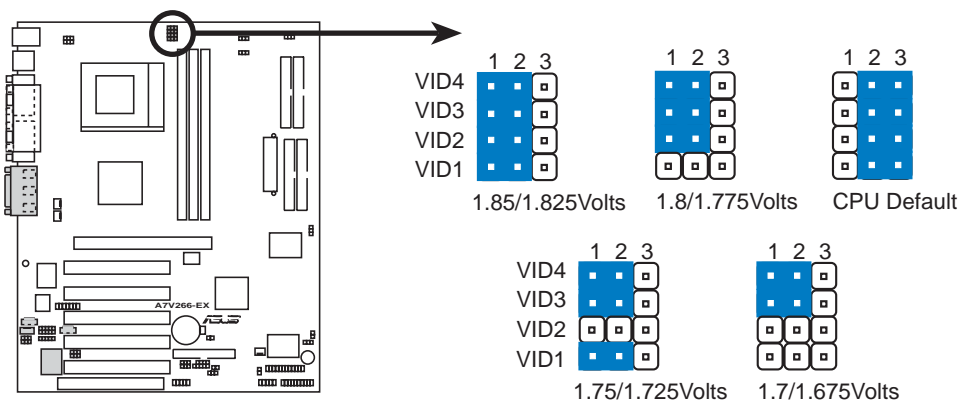 1 2 3
1 2 3
1 2 3
VID4
VID3
VID2
VID1
1.85/1.825Volts
1.8/1.775Volts
CPU Default
1 2 3
1 2 3
VID4
VID3
VID2
VID1
1.75/1.725Volts
1.7/1.675Volts
A7V266-EX
ASUS